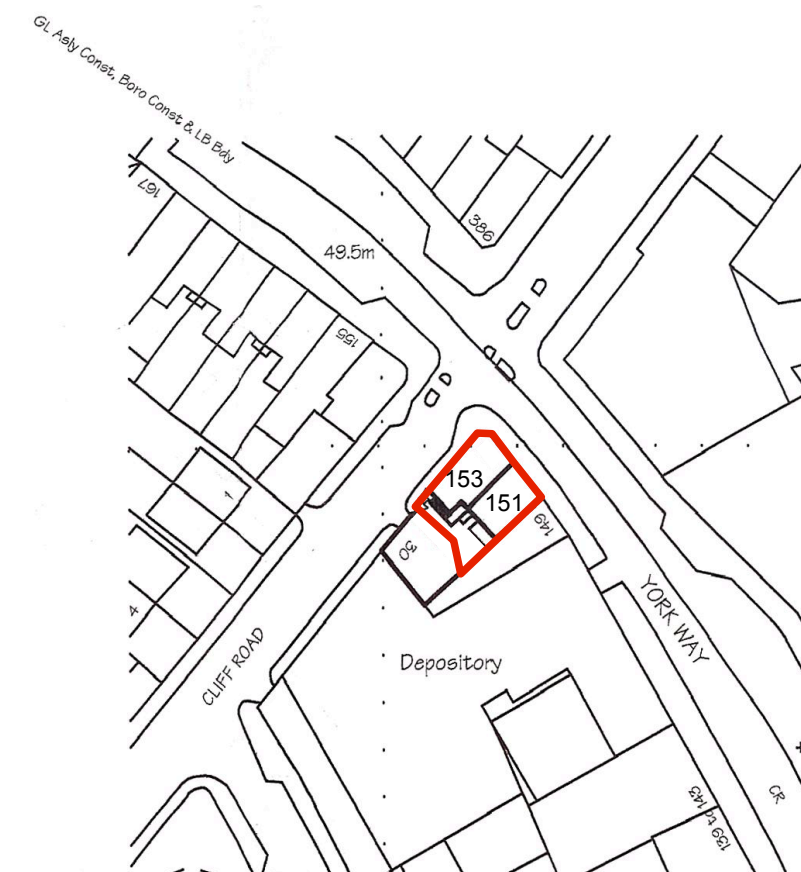 GL Asly Const, Boro Const & LB Bdy
167
386
49.5m
155
153
1
151
149
30
4
YORK WAY
CLIFF ROAD
Depository
CR
139 to 143